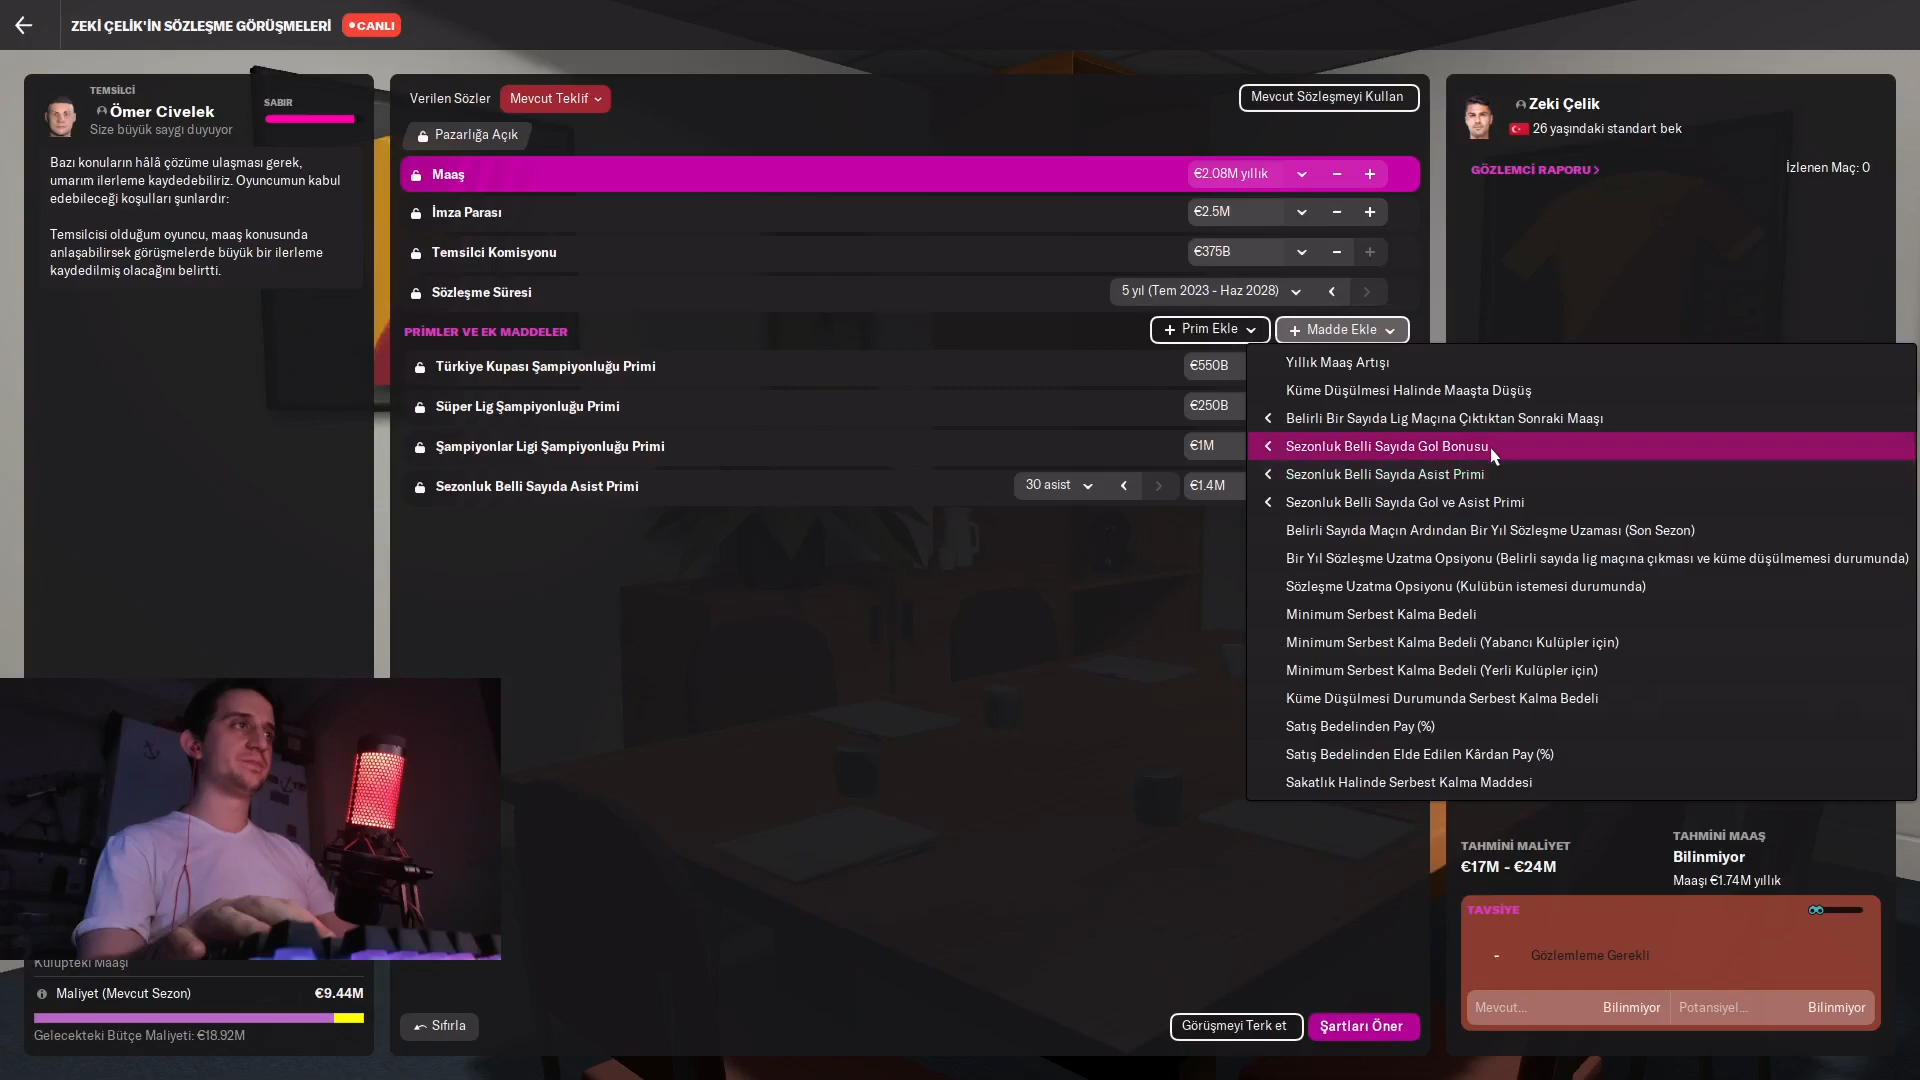 ZEKİ ÇELİK'İN SÖZLEŞME GÖRÜŞMELERİ
CANLI
TEMSİLCİ
Ömer Civelek
Size büyük saygı duyuyor
SABIR
Bazı konuların hâlâ çözüme ulaşması gerek,
umarım ilerleme kaydedebiliriz. Oyuncumun kabul
edebileceği koşulları şunlardır:
Temsilcisi olduğum oyuncu, maaş konusunda
anlaşabilirsek görüşmelerde büyük bir ilerleme
kaydedilmiş olacağını belirtti.
Verilen Sözler
Mevcut Teklif
Mevcut Sözleşmeyi Kullan
Pazarlığa Açık
Maaş
€2.08M yıllık
İmza Parası
€2.5M
Temsilci Komisyonu
€375B
Sözleşme Süresi
5 yıl (Tem 2023 - Haz 2028)
PRİMLER VE EK MADDELER
Prim Ekle
Madde Ekle
Türkiye Kupası Şampiyonluğu Primi
€550B
Süper Lig Şampiyonluğu Primi
€250B
Şampiyonlar Ligi Şampiyonluğu Primi
€1M
Sezonluk Belli Sayıda Asist Primi
30 asist
€1.4M
Yıllık Maaş Artışı
Küme Düşülmesi Halinde Maaşta Düşüş
Belirli Bir Sayıda Lig Maçına Çıktıktan Sonraki Maaşı
Sezonluk Belli Sayıda Gol Bonusu
Sezonluk Belli Sayıda Asist Primi
Sezonluk Belli Sayıda Gol ve Asist Primi
Belirli Sayıda Maçın Ardından Bir Yıl Sözleşme Uzaması (Son Sezon)
Bir Yıl Sözleşme Uzatma Opsiyonu (Belirli sayıda lig maçına çıkması ve küme düşülmemesi durumunda)
Sözleşme Uzatma Opsiyonu (Kulübün istemesi durumunda)
Minimum Serbest Kalma Bedeli
Minimum Serbest Kalma Bedeli (Yabancı Kulüpler için)
Minimum Serbest Kalma Bedeli (Yerli Kulüpler için)
Küme Düşülmesi Durumunda Serbest Kalma Bedeli
Satış Bedelinden Pay (%)
Satış Bedelinden Elde Edilen Kârdan Pay (%)
Sakatlık Halinde Serbest Kalma Maddesi
Zeki Çelik
26 yaşındaki standart bek
GÖZLEMCİ RAPORU
İzlenen Maç: 0
TAHMİNİ MALİYET
€17M - €24M
TAHMİNİ MAAŞ
Bilinmiyor
Maaşı €1.74M yıllık
TAVSİYE
-
Gözlemleme Gerekli
Mevcut...
Bilinmiyor
Potansiyel...
Bilinmiyor
Kulüpteki Maaşı
Maliyet (Mevcut Sezon)
€9.44M
Gelecekteki Bütçe Maliyeti: €18.92M
Sıfırla
Görüşmeyi Terk et
Şartları Öner